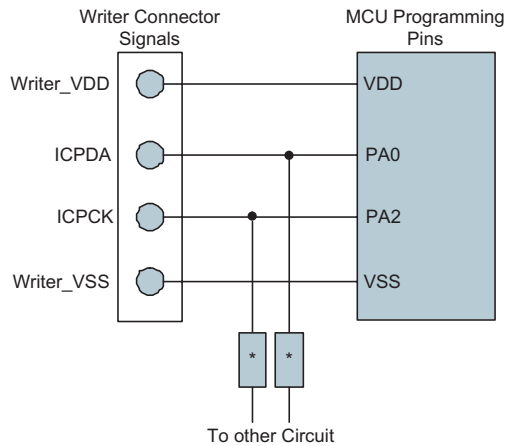 Writer Connector
Signals
MCU Programming
Pins
Writer_VDD
VDD
ICPDA
PA0
ICPCK
PA2
Writer_VSS
VSS
*
*
To other Circuit